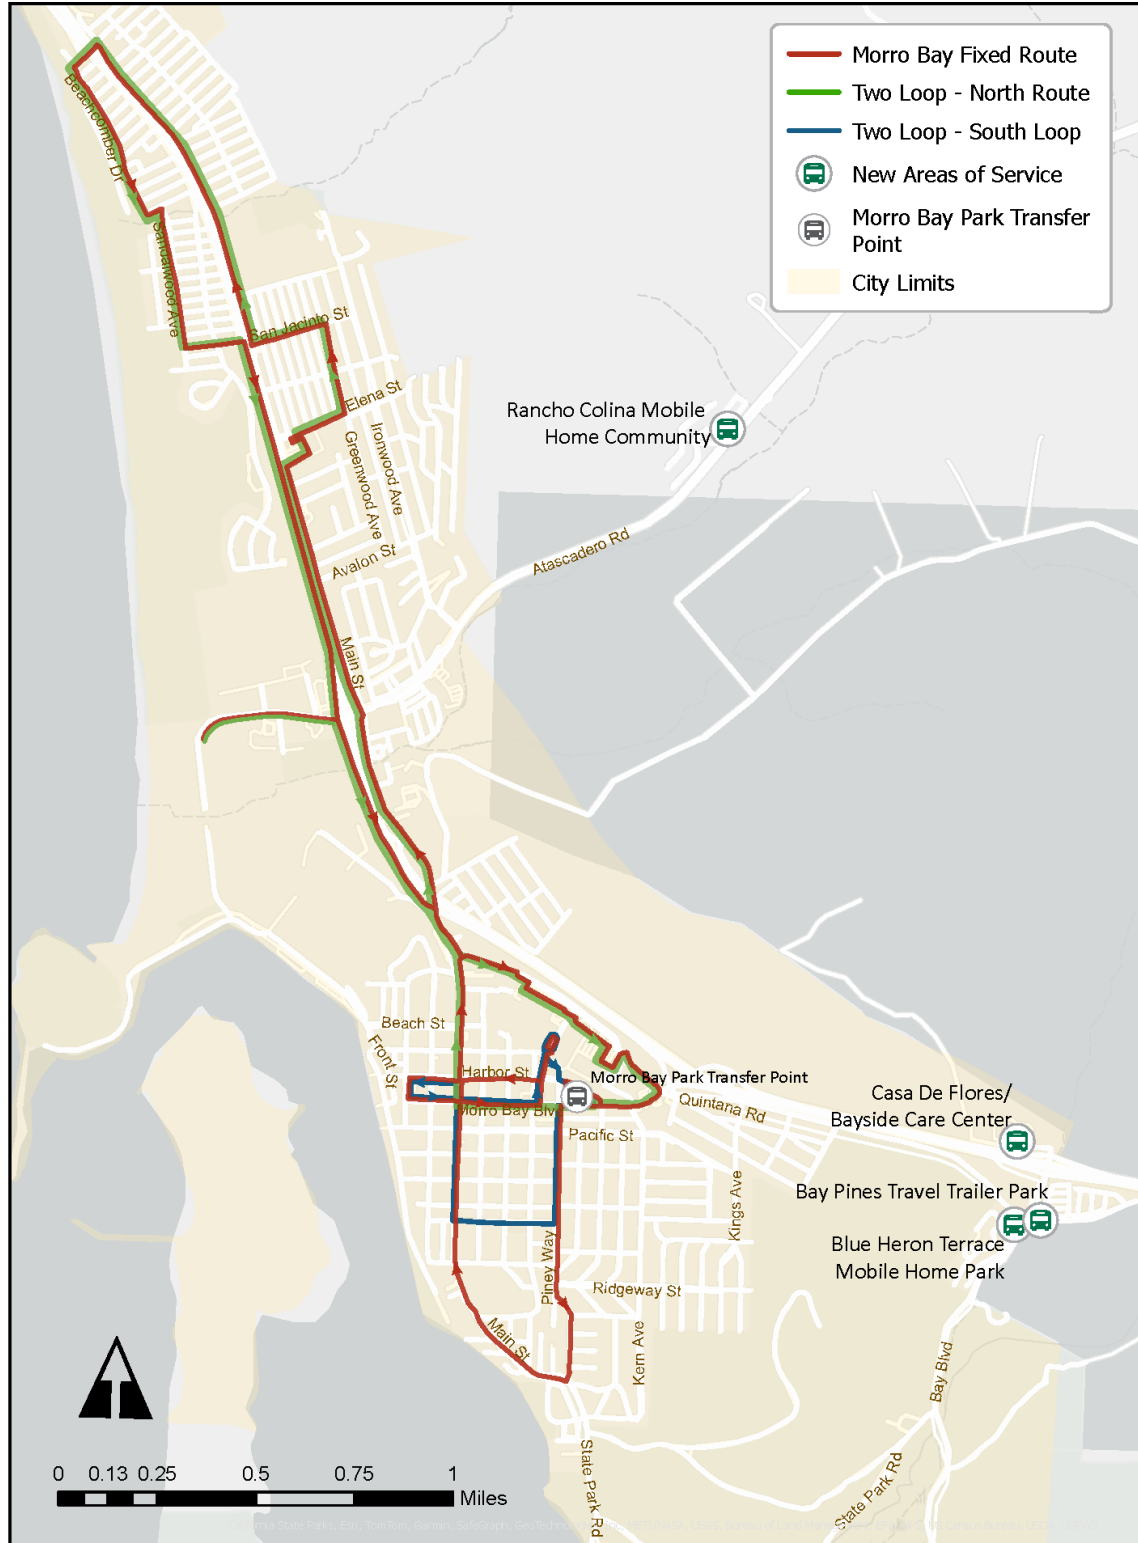 Morro Bay Fixed Route
Two Loop - North Route
Two Loop - South Loop
New Areas of Service
Morro Bay Park Transfer
Point
City Limits
Beachcomber Dr
Sandalwood Ave
San Jacinto St
Elena St
Ironwood Ave
Greenwood Ave
Avalon St
Rancho Colina Mobile
Home Community
Atascadero Rd
Main St
Beach St
Front St
Harbor St
Morro Bay Park Transfer Point
Morro Bay Blv
Quintana Rd
Pacific St
Casa De Flores/
Bayside Care Center
Kings Ave
Bay Pines Travel Trailer Park
Blue Heron Terrace
Mobile Home Park
Piney Way
Ridgeway St
Main St
Kern Ave
Bay Blvd
State Park Rd
State Park Rd
0 0.13 0.25 0.5 0.75 1
Miles